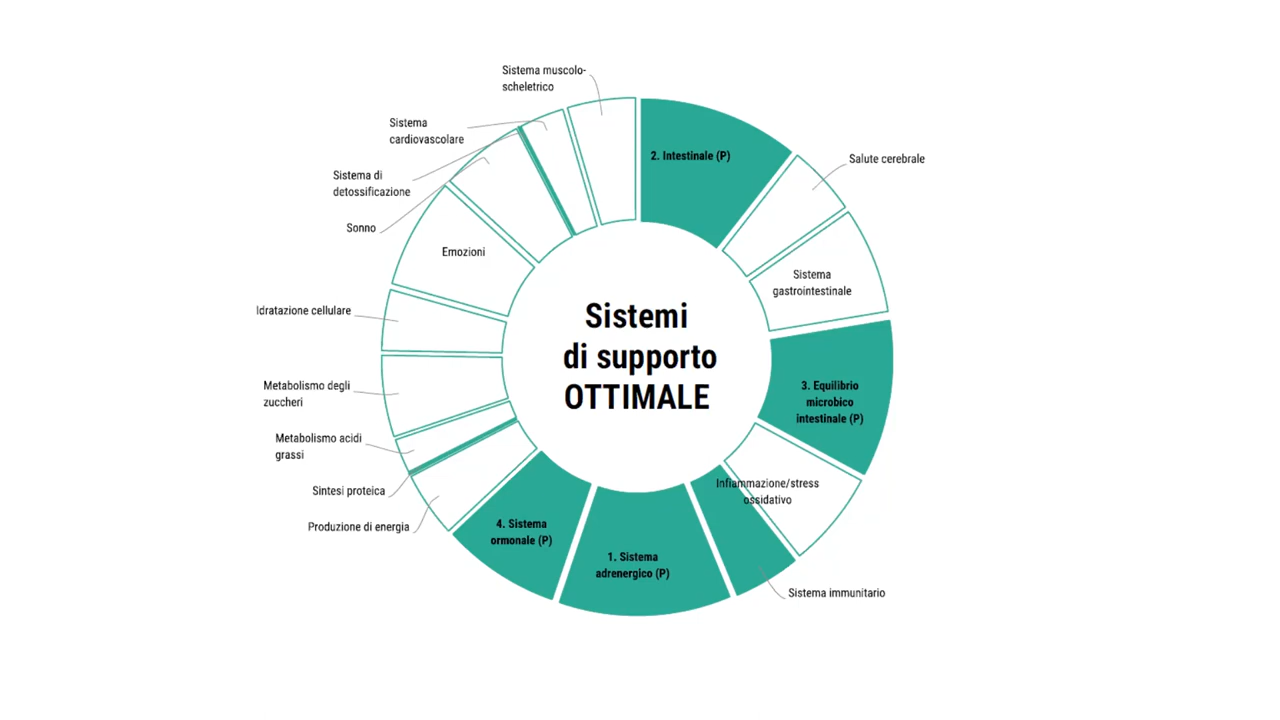 Sistema muscolo-
scheletrico
Sistema
cardiovascolare
Sistema di
detossificazione
Sonno
Emozioni
Idratazione cellulare
Metabolismo degli
zuccheri
Metabolismo acidi
grassi
Sintesi proteica
Produzione di energia
4. Sistema
ormonale (P)
1. Sistema
adrenergico (P)
Sistema immunitario
Infiammazione/stress
ossidativo
3. Equilibrio
microbico
intestinale (P)
Sistema
gastrointestinale
Salute cerebrale
2. Intestinale (P)
Sistemi
di supporto
OTTIMALE